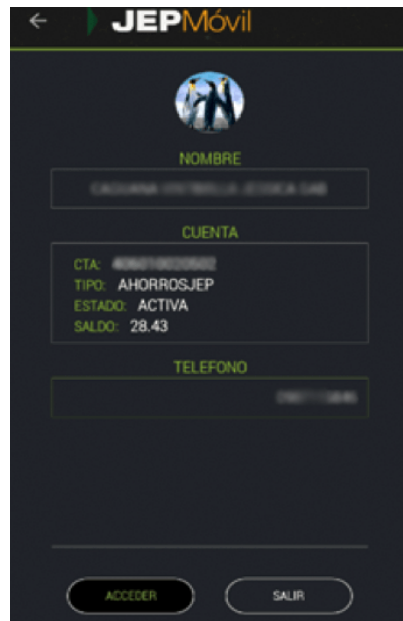 JEPMóvil
NOMBRE
CUENTA
CTA:
TIPO: AHORROSJEP
ESTADO: ACTIVA
SALDO: 28.43
TELEFONO
ACCEDER
SALIR